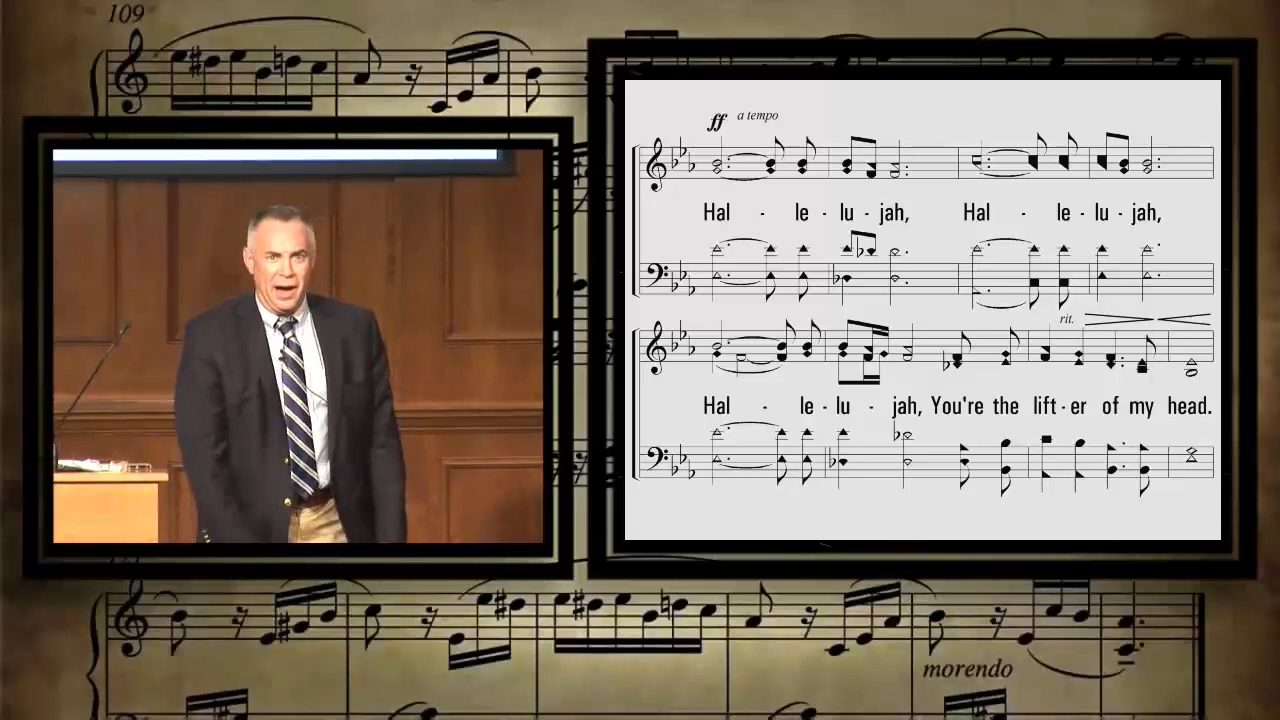 109
ff a tempo
Hal - le - lu - jah, Hal - le - lu - jah,
rit.
Hal - le - lu - jah, You're the lift - er of my head.
morendo